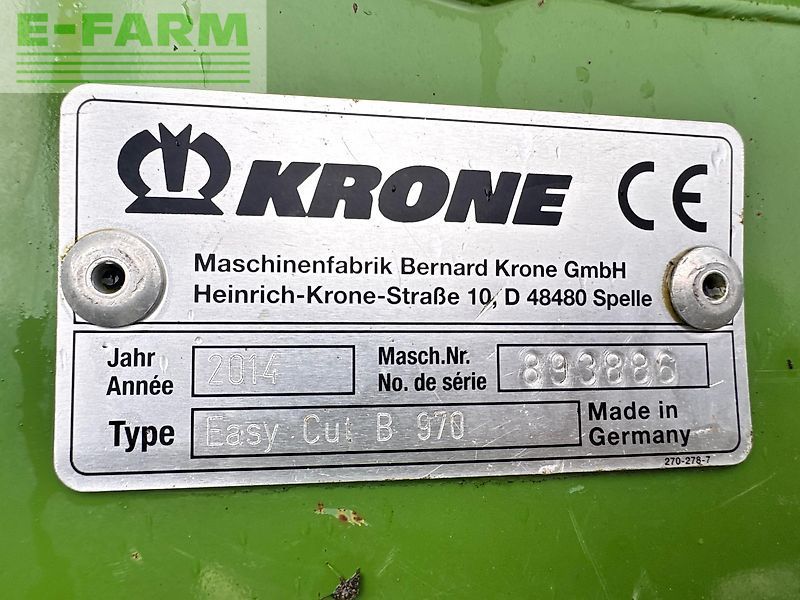 E-FARM
KRONE CE
Maschinenfabrik Bernard Krone GmbH
Heinrich-Krone-Straße 10, D 48480 Spelle
Jahr
Année
2014
Masch.Nr.
No. de série
893886
Type
Easy Cut B 970
Made in
Germany
270-278-7